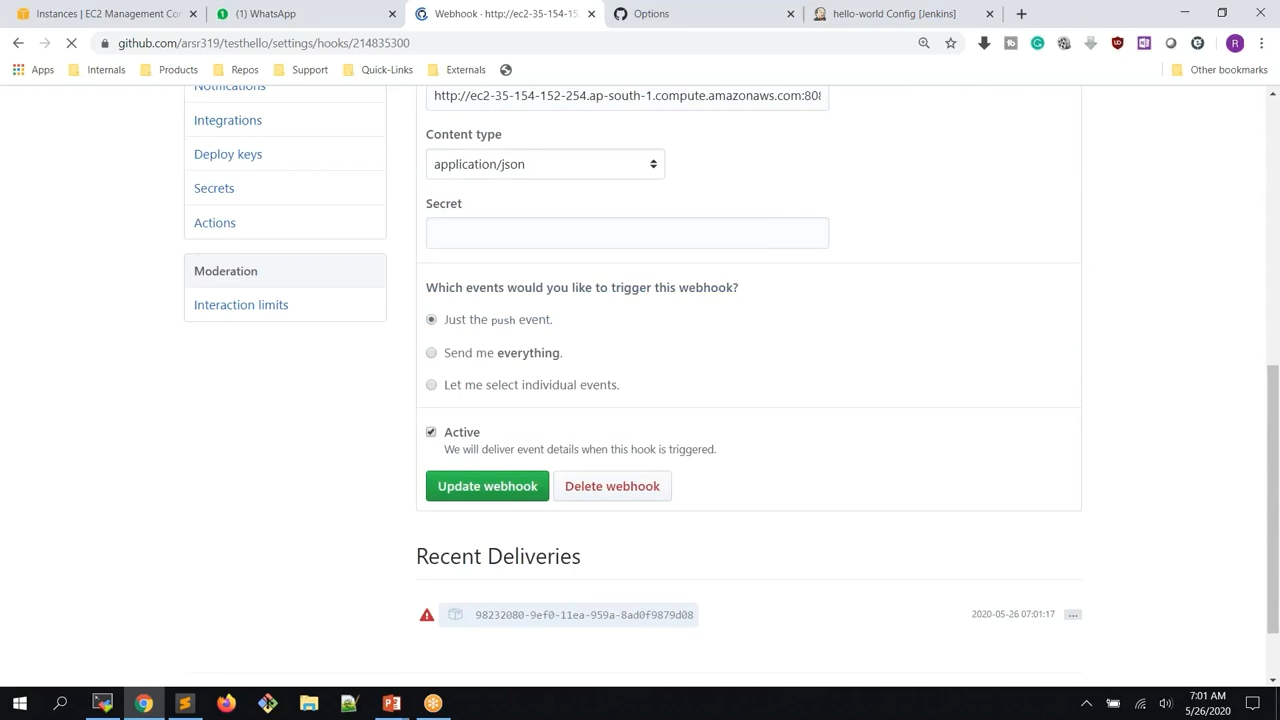 Instances | EC2 Management Con
(1) WhatsApp
Webhook · http://ec2-35-154-15
Options
hello-world Config [Jenkins]
github.com/arsr319/testhello/settings/hooks/214835300
R
Apps
Internals
Products
Repos
Support
Quick-Links
Externals
Other bookmarks
Notifications
http://ec2-35-154-152-254.ap-south-1.compute.amazonaws.com:808
Integrations
Content type
Deploy keys
application/json
Secrets
Secret
Actions
Moderation
Which events would you like to trigger this webhook?
Interaction limits
Just the push event.
Send me everything.
Let me select individual events.
Active
We will deliver event details when this hook is triggered.
Update webhook
Delete webhook
Recent Deliveries
98232080-9ef0-11ea-959a-8ad0f9879d08
2020-05-26 07:01:17
...
7:01 AM
5/26/2020